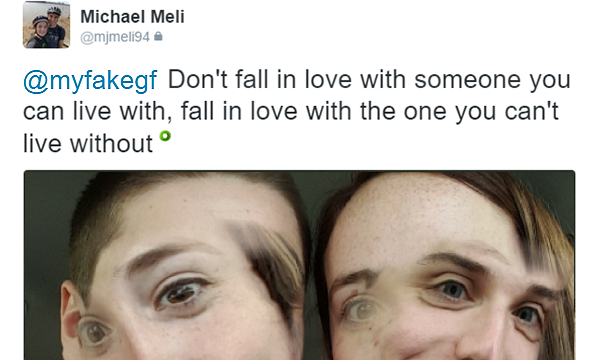 Michael Meli
@mjmeli94
@myfakegf Don't fall in love with someone you
can live with, fall in love with the one you can't
live without